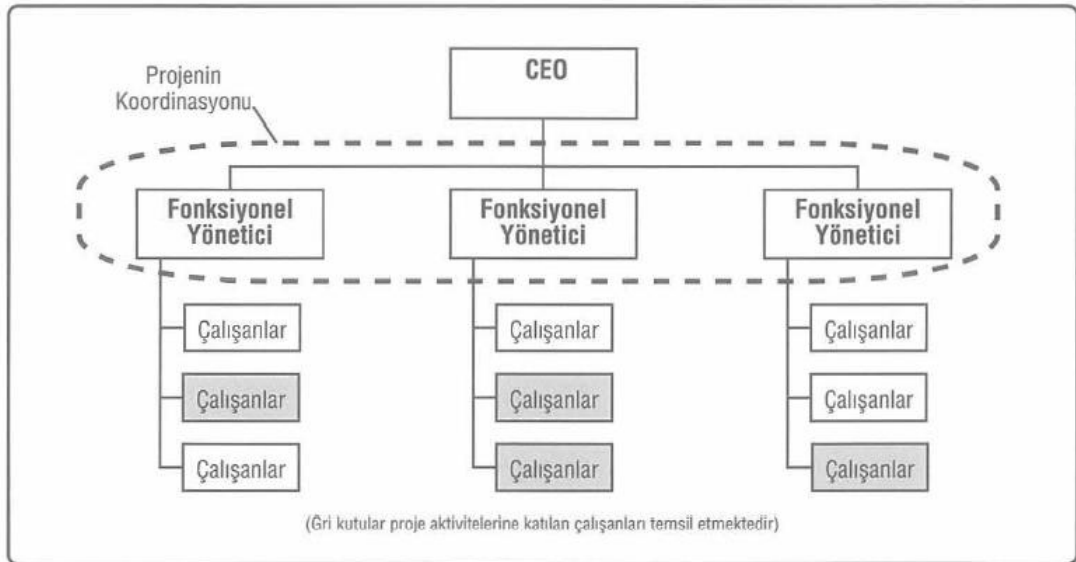 CEO
Projenin
Koordinasyonu
Fonksiyonel
Yönetici
Fonksiyonel
Yönetici
Fonksiyonel
Yönetici
Çalışanlar
Çalışanlar
Çalışanlar
Çalışanlar
Çalışanlar
Çalışanlar
Çalışanlar
Çalışanlar
Çalışanlar
(Gri kutular proje aktivitelerine katılan çalışanları temsil etmektedir)